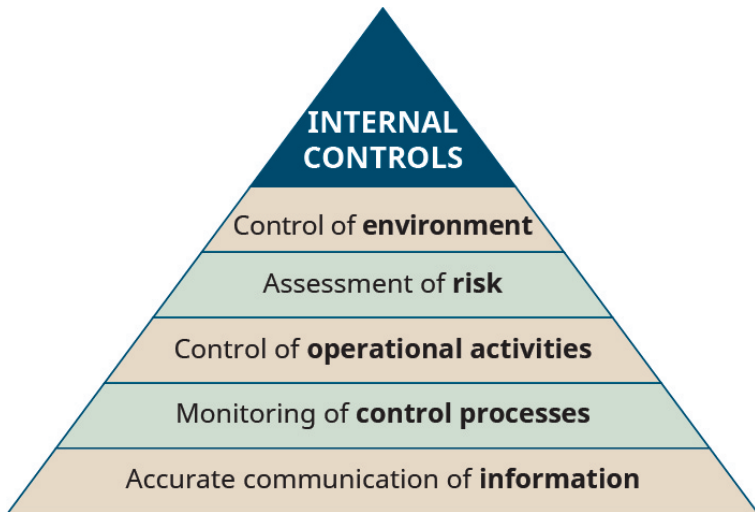 INTERNAL
CONTROLS
Control of environment
Assessment of risk
Control of operational activities
Monitoring of control processes
Accurate communication of information